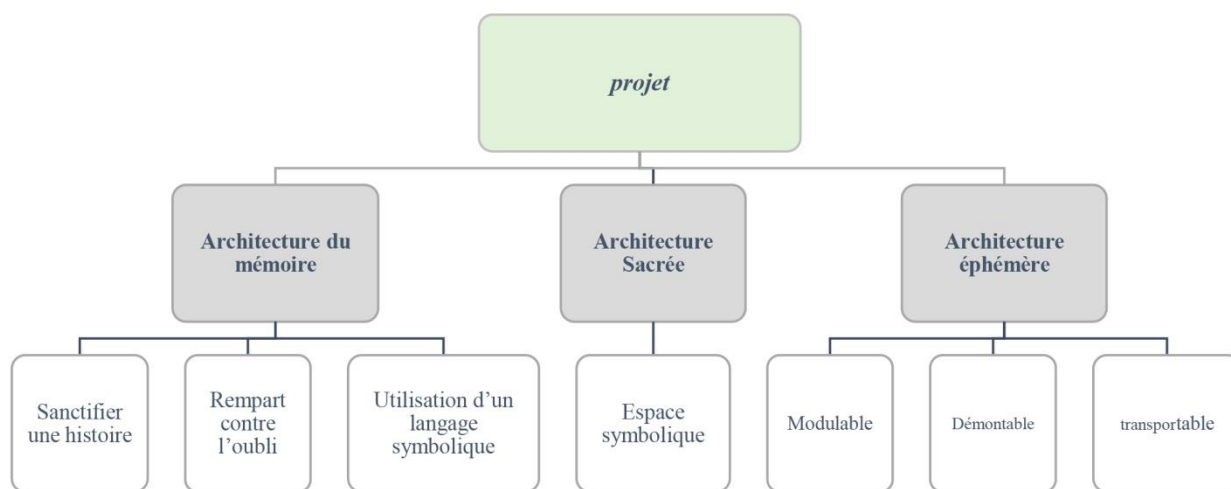 projet
Architecture du
mémoire
Architecture
Sacrée
Architecture
éphémère
Sanctifier
une histoire
Rempart
contre
l’oubli
Utilisation d’un
langage
symbolique
Espace
symbolique
Modulable
Démontable
transportable